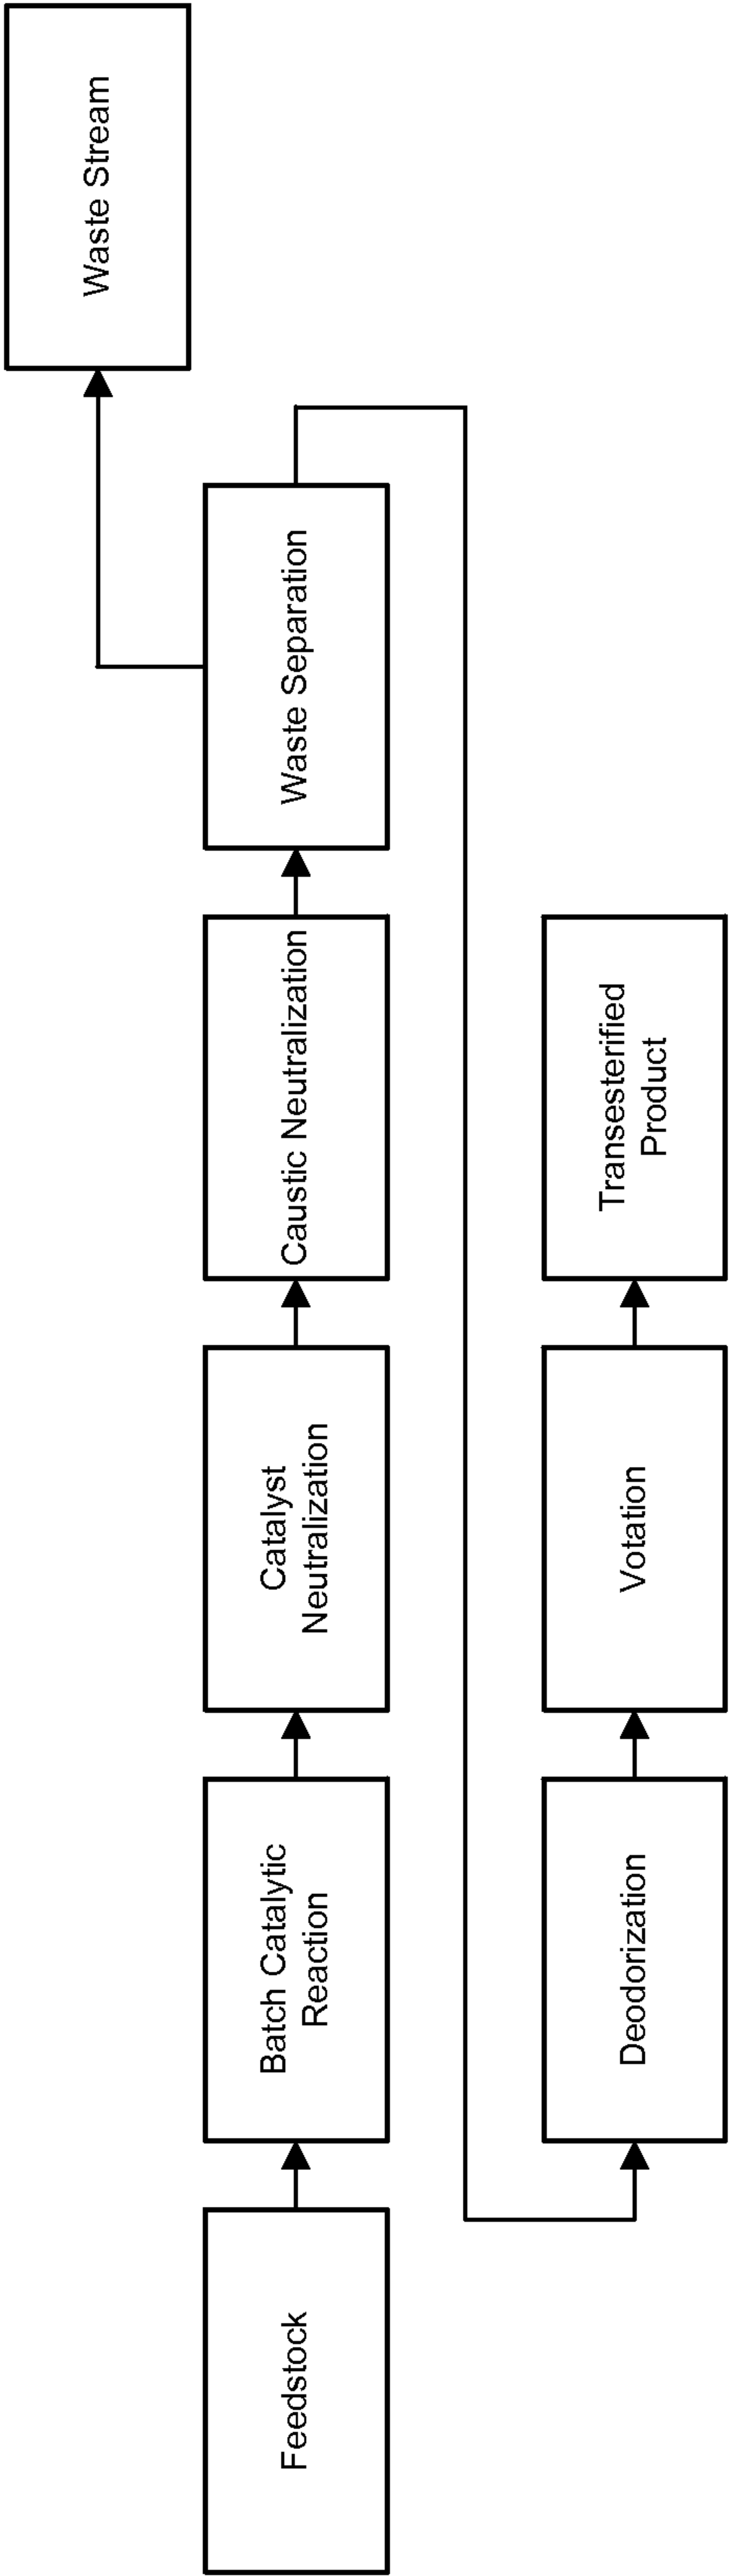 Waste Stream
Feedstock
Batch Catalytic
Reaction
Catalyst
Neutralization
Caustic Neutralization
Waste Separation
Deodorization
Votation
Transesterified
Product